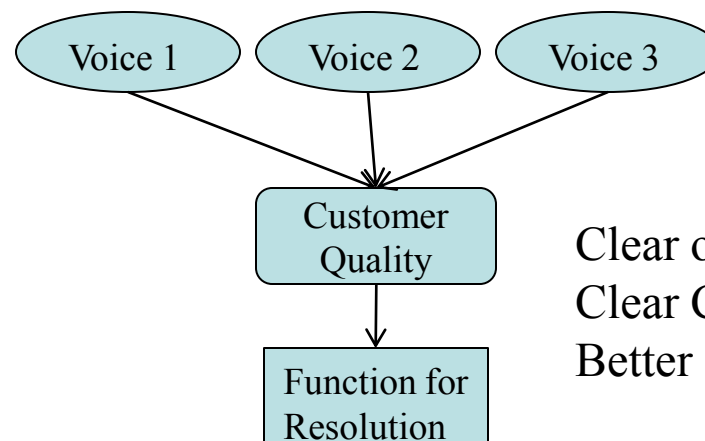 Voice 1
Voice 2
Voice 3
Customer
Quality
Clear
Clear
Better
Function for
Resolution